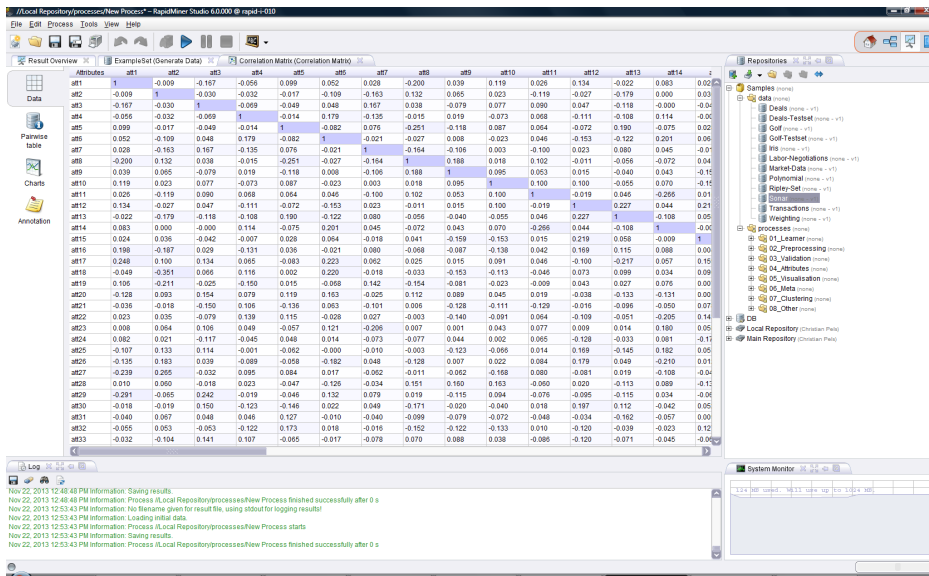 //Local Repository/processes/New Process* – RapidMiner Studio 6.0.000 @ rapid-i-010
File Edit Process Tools View Help
Result Overview ExampleSet (Generate Data) Correlation Matrix (Correlation Matrix)
Data
Pairwise table
Charts
Annotation
Attributes att1 att2 att3 att4 att5 att6 att7 att8 att9 att10 att11 att12 att13 att14
att1 1 -0.009 -0.167 -0.056 0.099 0.052 0.028 -0.200 0.039 0.119 0.026 0.134 -0.022 0.083
att2 -0.009 1 -0.030 -0.032 -0.017 -0.109 -0.163 0.132 0.065 0.023 -0.119 -0.027 -0.179 0.000
att3 -0.167 -0.030 1 -0.069 -0.049 0.048 0.167 0.038 -0.079 0.077 0.090 0.047 -0.118 -0.000
att4 -0.056 -0.032 -0.069 1 -0.014 0.179 -0.135 -0.015 0.019 -0.073 0.068 -0.111 -0.108 0.114
att5 0.099 -0.017 -0.049 -0.014 1 -0.082 0.076 -0.251 -0.118 0.087 0.064 -0.072 0.190 -0.075
att6 0.052 -0.109 0.048 0.179 -0.082 1 -0.021 -0.027 0.008 -0.023 0.046 -0.153 -0.122 0.201
att7 0.028 -0.163 0.167 -0.135 0.076 -0.021 1 -0.164 -0.106 0.003 -0.100 0.023 0.080 0.045
att8 -0.200 0.132 0.038 -0.015 -0.251 -0.027 -0.164 1 0.188 0.018 0.102 -0.011 -0.056 -0.072
att9 0.039 0.065 -0.079 0.019 -0.118 0.008 -0.106 0.188 1 0.095 0.053 0.015 -0.040 0.043
att10 0.119 0.023 0.077 -0.073 0.087 -0.023 0.003 0.018 0.095 1 0.100 0.100 -0.055 0.070
att11 0.026 -0.119 0.090 0.068 0.064 0.046 -0.100 0.102 0.053 0.100 1 -0.019 0.046 -0.266
att12 0.134 -0.027 0.047 -0.111 -0.072 -0.153 0.023 -0.011 0.015 0.100 -0.019 1 0.227 0.044
att13 -0.022 -0.179 -0.118 -0.108 0.190 -0.122 0.080 -0.056 -0.040 -0.055 0.046 0.227 1 -0.108
att14 0.083 0.000 -0.000 0.114 -0.075 0.201 0.045 -0.072 0.043 0.070 -0.266 0.044 -0.108 1
att15 0.024 0.036 -0.042 -0.007 0.028 0.064 -0.018 0.041 -0.159 -0.153 0.015 0.219 0.058 -0.009
att16 0.198 -0.187 0.029 -0.131 0.036 -0.021 0.080 -0.068 -0.087 -0.138 0.042 0.169 0.115 0.088
att17 0.248 0.100 0.134 0.065 -0.083 0.223 0.062 0.025 0.015 0.091 0.046 -0.100 -0.217 0.057
att18 -0.049 -0.351 0.066 0.116 0.002 0.220 -0.018 -0.033 -0.153 -0.113 -0.046 0.073 0.099 0.034
att19 0.106 -0.211 -0.025 -0.150 0.015 -0.068 0.142 -0.154 -0.081 -0.023 -0.009 0.043 0.027 0.076
att20 -0.128 0.093 0.154 0.079 0.119 0.163 -0.025 0.112 0.089 0.045 0.019 -0.038 -0.133 -0.131
att21 -0.036 -0.018 -0.150 0.106 -0.136 0.063 -0.101 0.006 -0.128 -0.111 -0.129 -0.016 -0.096 -0.050
att22 0.023 0.035 -0.079 0.139 0.115 -0.028 0.027 -0.003 -0.140 -0.091 0.064 -0.109 -0.051 -0.205
att23 0.008 0.064 0.106 0.049 -0.057 0.121 -0.206 0.007 0.001 0.043 0.077 0.009 0.014 0.180
att24 0.082 0.021 -0.117 -0.045 0.048 0.014 -0.073 -0.077 0.044 0.002 0.065 -0.128 -0.033 0.081
att25 -0.107 0.133 0.114 -0.001 -0.062 -0.000 -0.010 -0.003 -0.123 -0.066 0.014 0.169 -0.145 0.182
att26 -0.135 0.183 0.039 -0.089 -0.058 -0.182 0.048 -0.128 0.007 0.022 0.084 0.179 0.049 -0.210
att27 -0.239 0.265 -0.032 0.095 0.084 0.017 -0.062 -0.011 -0.062 -0.168 0.080 -0.081 0.019 -0.108
att28 0.010 0.060 -0.018 0.023 -0.047 -0.126 -0.034 0.151 0.160 0.163 -0.060 0.020 -0.113 0.089
att29 -0.291 -0.065 0.242 -0.019 -0.046 0.132 0.079 0.019 -0.115 0.094 -0.076 -0.095 -0.115 0.034
att30 -0.018 -0.019 0.150 -0.123 -0.146 0.022 0.049 -0.171 -0.020 -0.040 0.018 0.197 0.112 -0.042
att31 -0.040 0.067 0.048 0.046 0.127 -0.010 -0.040 -0.099 -0.079 -0.072 -0.048 -0.034 -0.162 -0.057
att32 -0.055 0.053 -0.053 -0.122 0.173 0.018 -0.016 -0.152 -0.122 -0.133 0.010 -0.120 -0.039 -0.023
att33 -0.032 -0.104 0.141 0.107 -0.065 -0.017 -0.078 0.070 0.088 0.038 -0.086 -0.120 -0.071 -0.045
Repositories
Samples (none)
data (none)
Deals (none - v1)
Deals-Testset (none - v1)
Golf (none - v1)
Golf-Testset (none - v1)
Iris (none - v1)
Labor-Negotiations (none - v1)
Market-Data (none - v1)
Polynomial (none - v1)
Ripley-Set (none - v1)
Sonar
Transactions (none - v1)
Weighting (none - v1)
processes (none)
01_Learner (none)
02_Preprocessing (none)
03_Validation (none)
04_Attributes (none)
05_Visualisation (none)
06_Meta (none)
07_Clustering (none)
08_Other (none)
DB
Local Repository (Christian Pels)
Main Repository (Christian Pels)
Log
Nov 22, 2013 12:48:48 PM Information: Saving results.
Nov 22, 2013 12:48:48 PM Information: Process //Local Repository/processes/New Process finished successfully after 0 s
Nov 22, 2013 12:53:43 PM Information: No filename given for result file, using stdout for logging results!
Nov 22, 2013 12:53:43 PM Information: Loading initial data
Nov 22, 2013 12:53:43 PM Information: Process //Local Repository/processes/New Process starts
Nov 22, 2013 12:53:43 PM Information: Saving results.
Nov 22, 2013 12:53:43 PM Information: Process //Local Repository/processes/New Process finished successfully after 0 s
System Monitor
MB used. Will use up to MB.